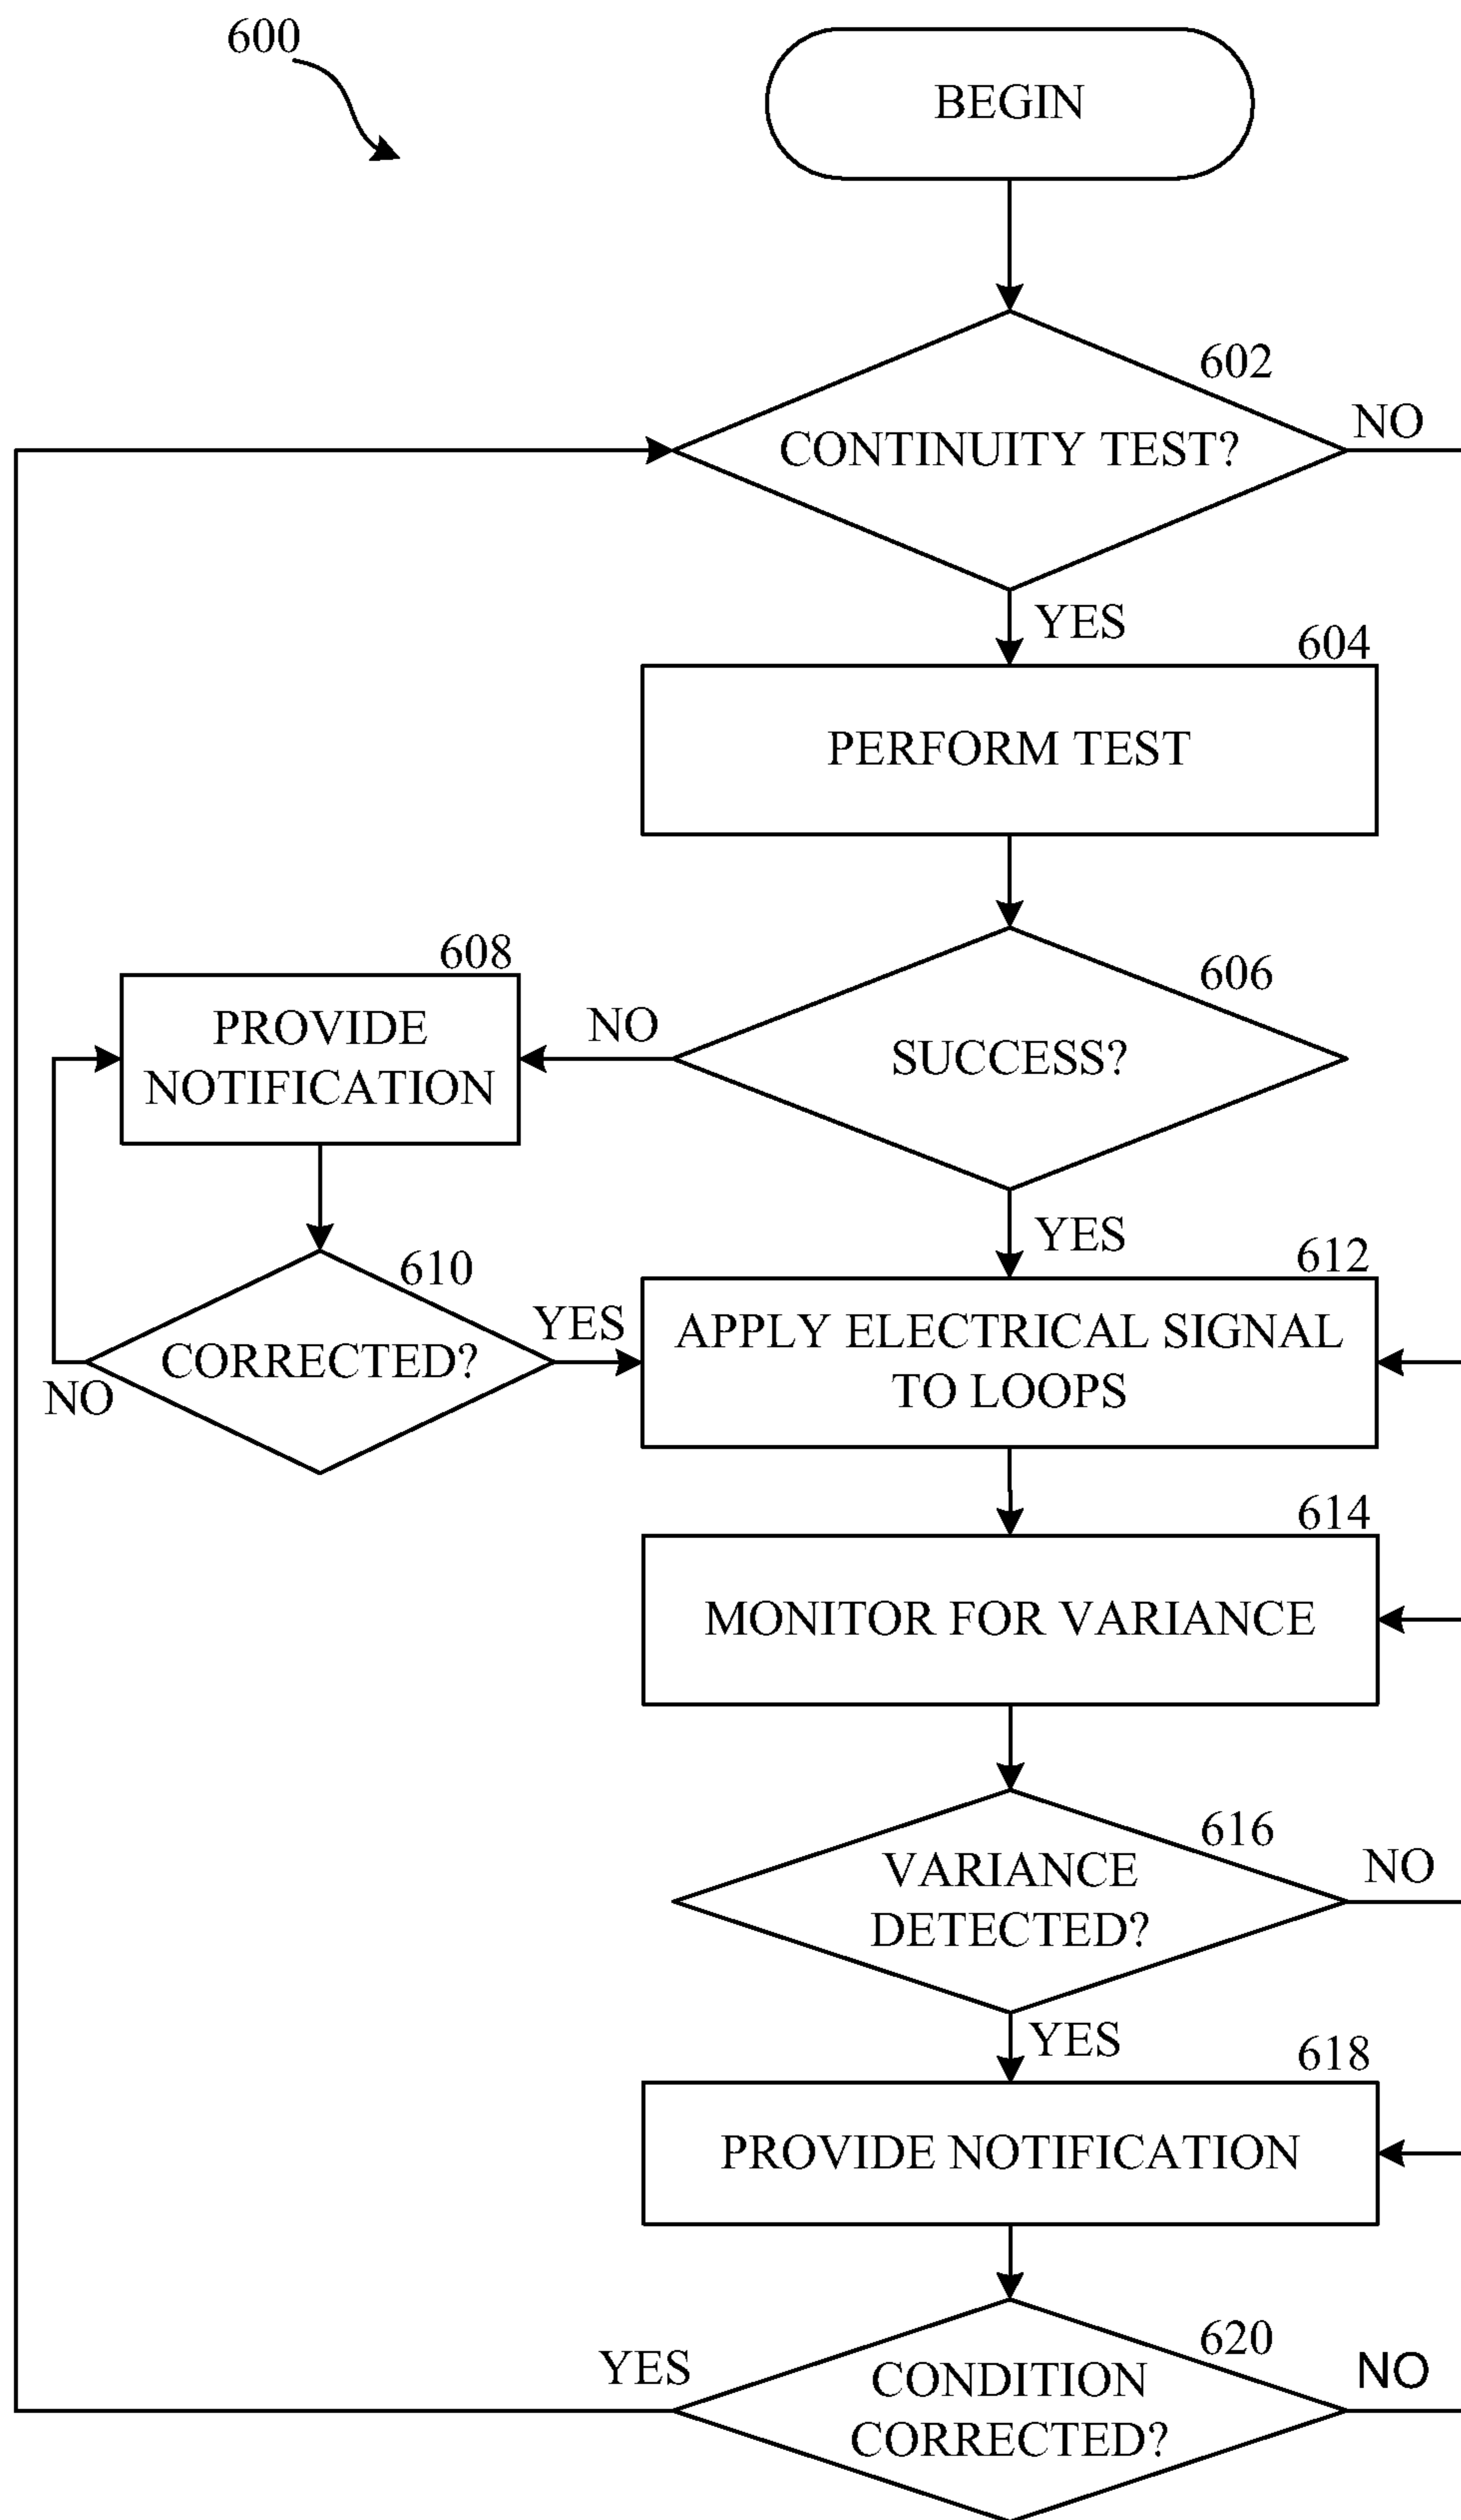 600
BEGIN
602
CONTINUITY TEST?
NO
YES
604
PERFORM TEST
606
SUCCESS?
NO
608
PROVIDE
NOTIFICATION
YES
610
CORRECTED?
YES
NO
612
APPLY ELECTRICAL SIGNAL
TO LOOPS
614
MONITOR FOR VARIANCE
616
VARIANCE
DETECTED?
NO
YES
618
PROVIDE NOTIFICATION
620
CONDITION
CORRECTED?
YES
NO